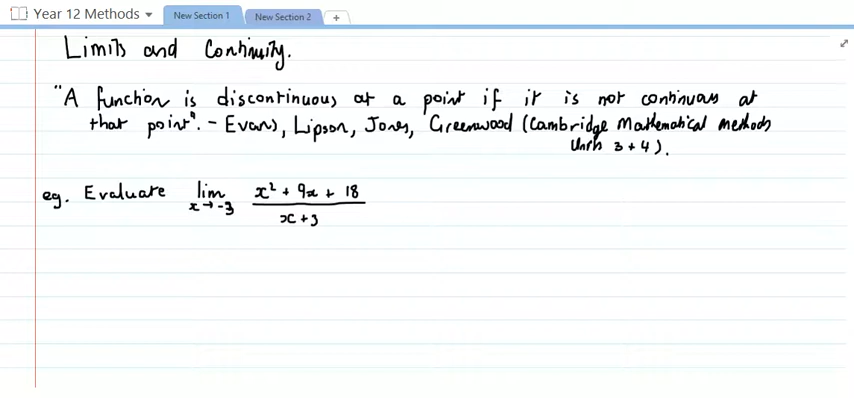 Year 12 Methods
New Section 1
New Section 2
Limits and Continuity.
"A function is discontinuous at a point if it is not continuous at
that point". - Evans, Lipson, Jones, Greenwood (Cambridge Mathematical methods
Units 3 + 4).
eg. Evaluate lim x→-3 (x² + 9x + 18)/(x+3)